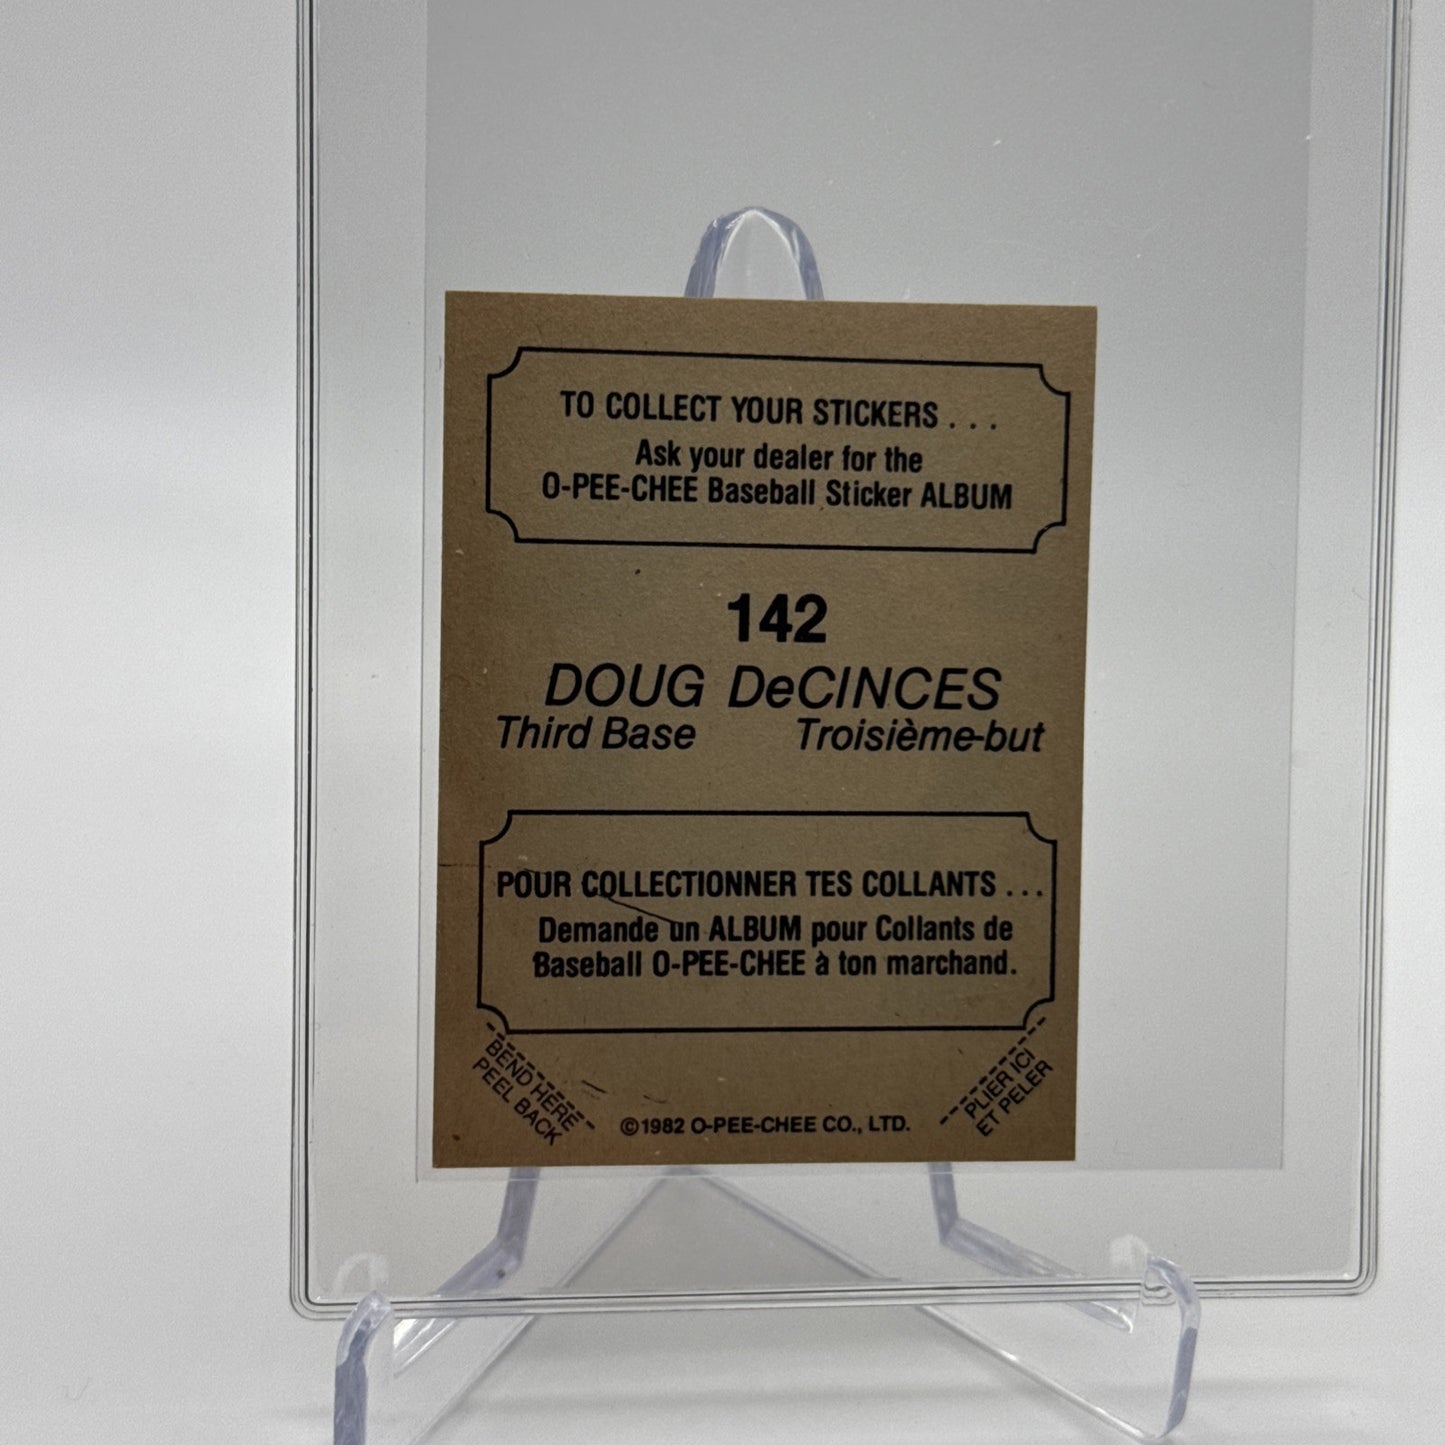 TO COLLECT YOUR STICKERS . . .
Ask your dealer for the
O-PEE-CHEE Baseball Sticker ALBUM
142
DOUG DeCINCES
Third Base Troisième-but
POUR COLLECTIONNER TES COLLANTS . . .
Demande un ALBUM pour Collants de
Baseball O-PEE-CHEE à ton marchand.
BEND HERE
PEEL BACK
©1982 O-PEE-CHEE CO., LTD.
PLIER ICI
ET PELER